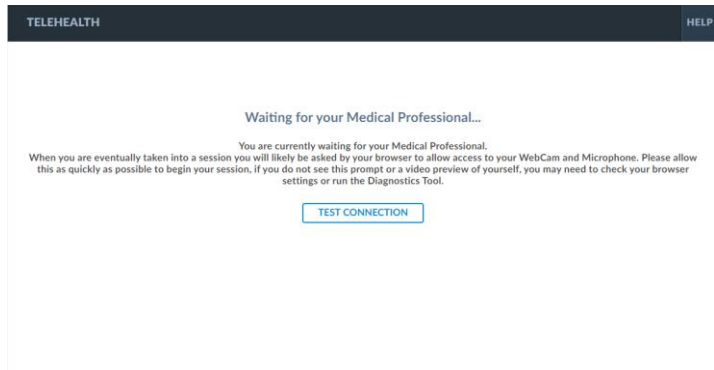 TELEHEALTH
HELP
Waiting for your Medical Professional...
You are currently waiting for your Medical Professional.
When you are eventually taken into a session you will likely be asked by your browser to allow access to your WebCam and Microphone. Please allow
this as quickly as possible to begin your session, if you do not see this prompt or a video preview of yourself, you may need to check your browser
settings or run the Diagnostics Tool.
TEST CONNECTION